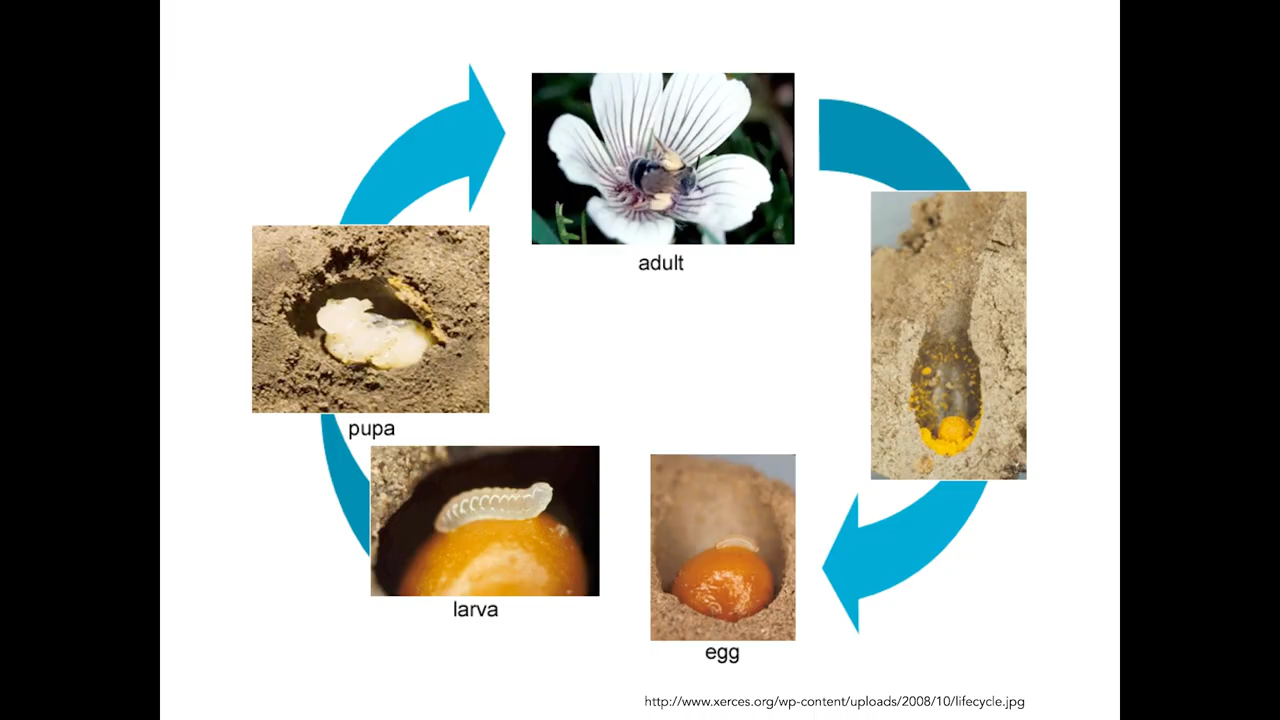 adult
pupa
larva
egg
http://www.xerces.org/wp-content/uploads/2008/10/lifecycle.jpg